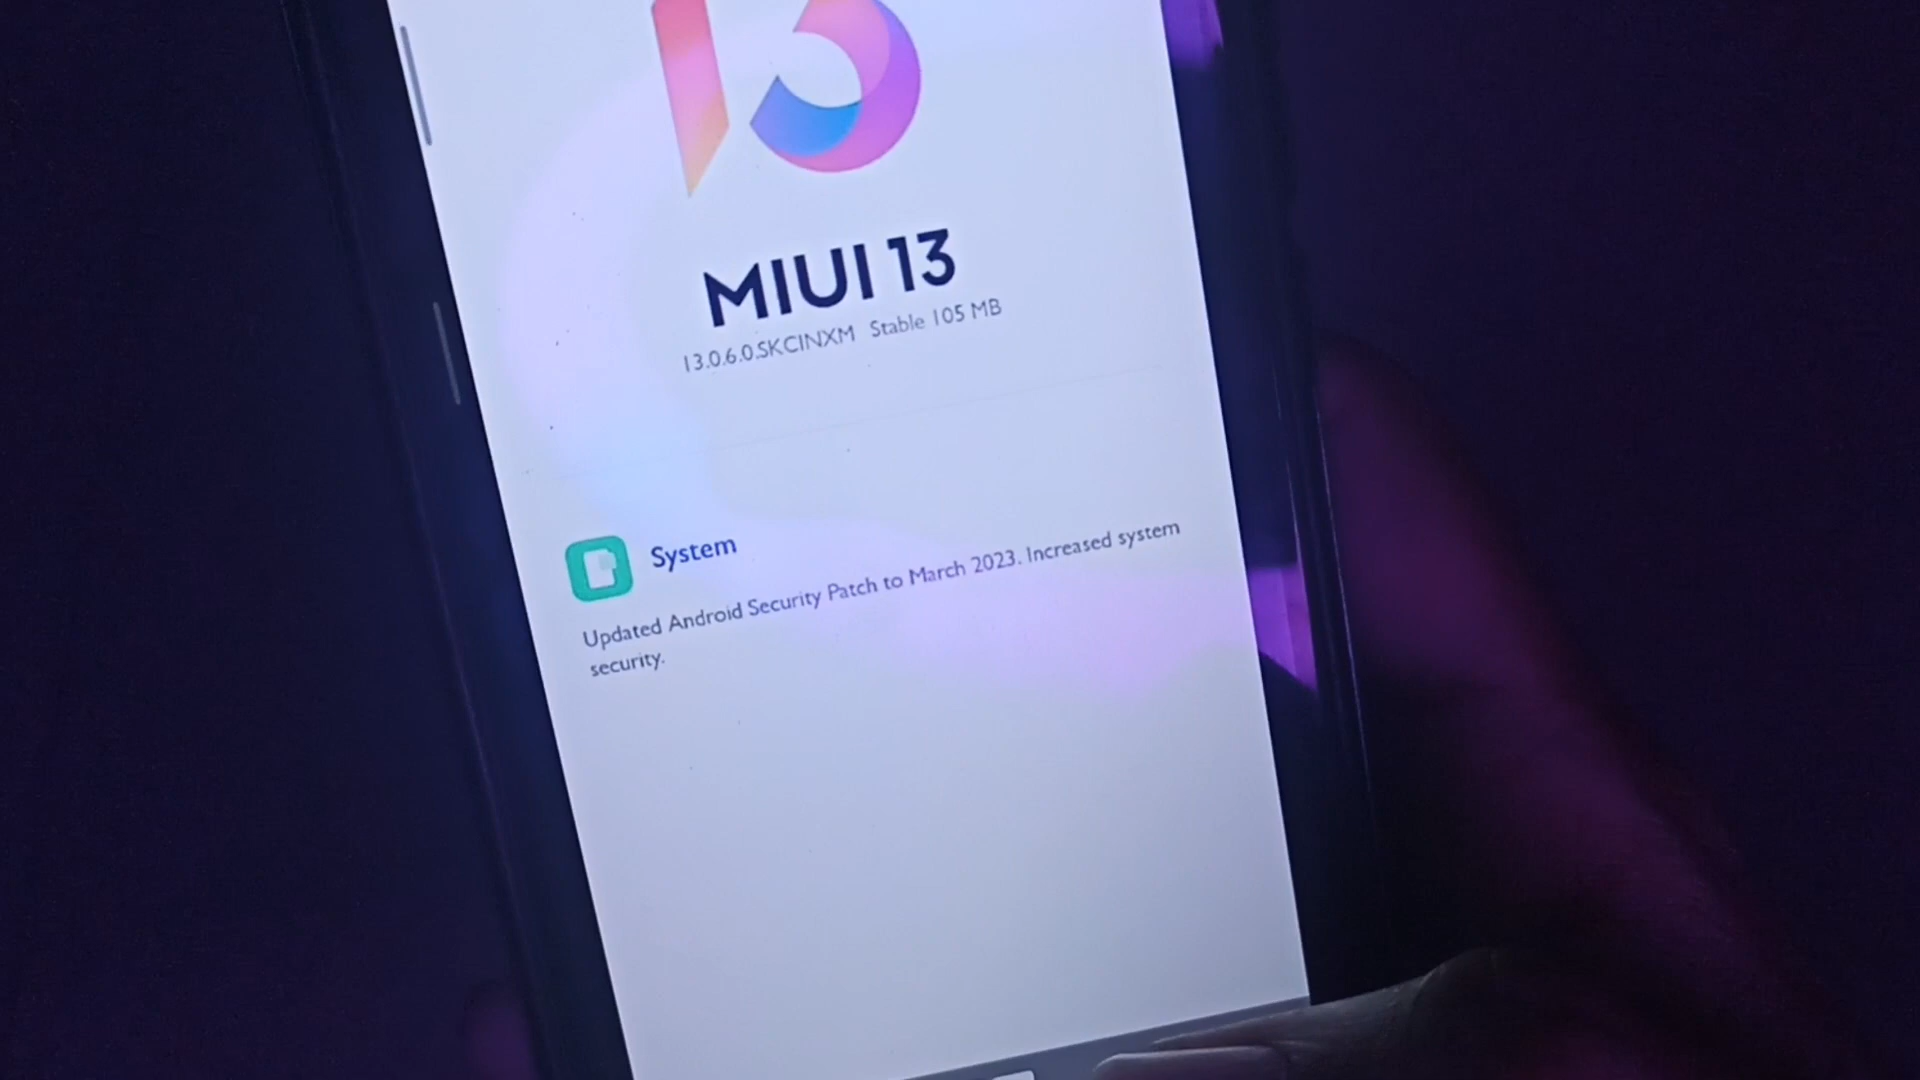 13
MIUI 13
13.0.6.0.SKCINXM Stable 105 MB
System
Updated Android Security Patch to March 2023. Increased system
security.